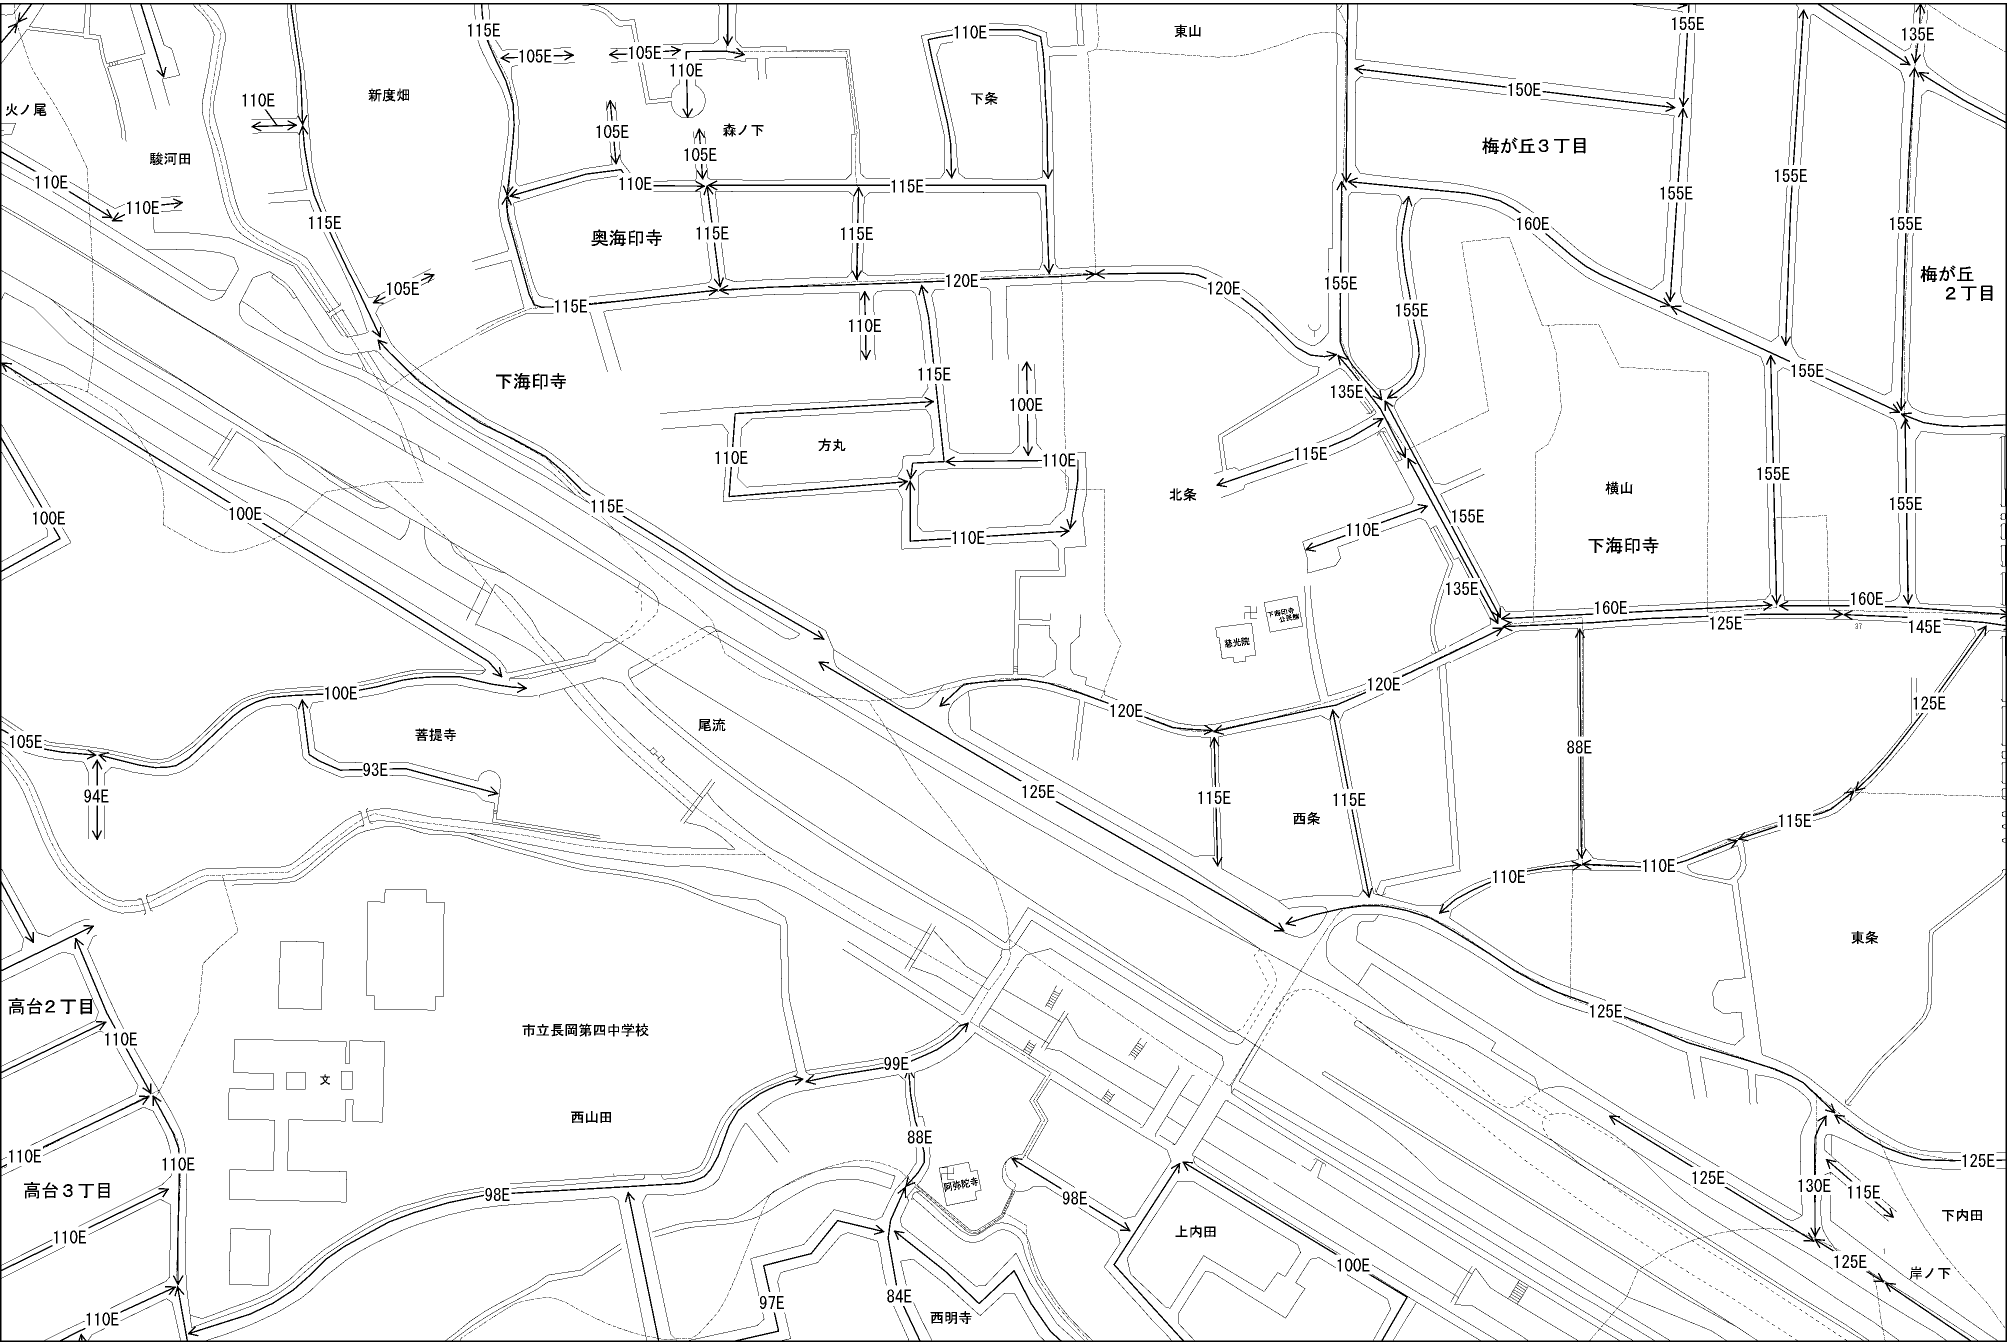 115E
110E
105E
105E
110E
東山
155E
135E
新度畑
火ノ尾
110E
下条
150E
105E
森ノ下
梅が丘3丁目
駿河田
110E
105E
110E
115E
155E
155E
110E
115E
奥海印寺
115E
115E
160E
155E
梅が丘
2丁目
105E
120E
120E
155E
115E
110E
155E
下海印寺
115E
135E
155E
100E
方丸
110E
110E
115E
155E
北条
横山
100E
100E
115E
155E
155E
110E
110E
下海印寺
135E
160E
160E
下海印寺
公民館
慈光院
125E
37
145E
100E
120E
120E
125E
105E
菩提寺
尾流
88E
93E
94E
125E
115E
115E
西条
115E
110E
110E
東条
高台2丁目
市立長岡第四中学校
125E
110E
99E
文
西山田
88E
110E
110E
高台3丁目
98E
阿弥陀寺
98E
125E
130E
115E
125E
下内田
110E
上内田
100E
125E
岸ノ下
97E
84E
110E
西明寺